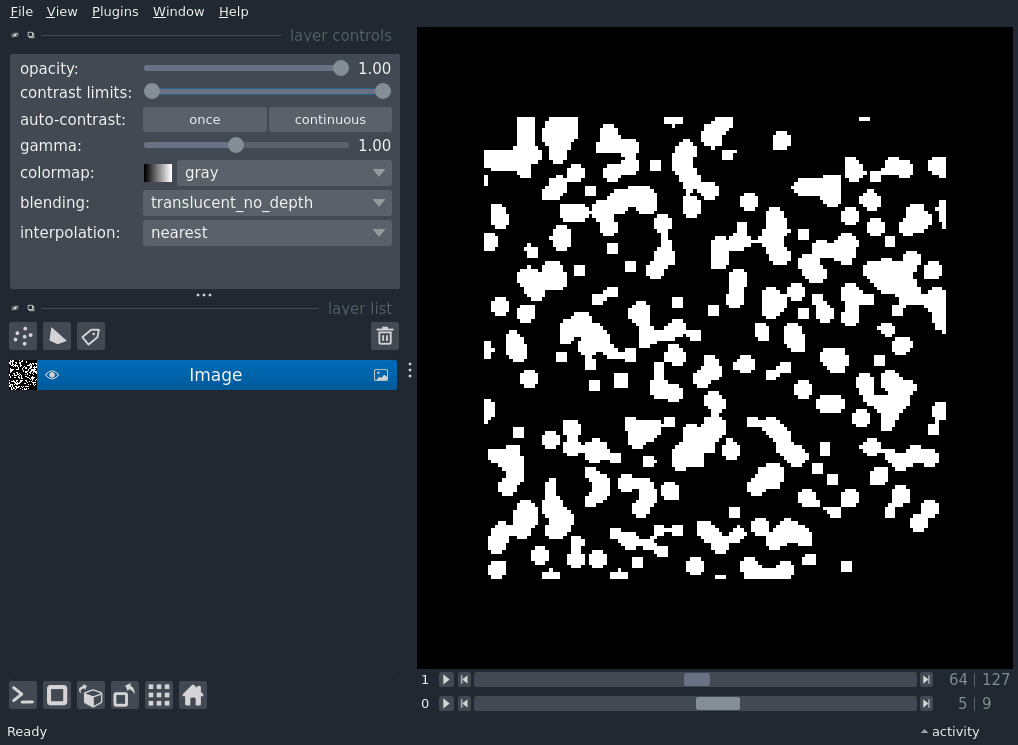 File View Plugins Window Help
layer controls
opacity: 1.00
contrast limits:
auto-contrast: once continuous
gamma: 1.00
colormap: gray
blending: translucent_no_depth
interpolation: nearest
layer list
Image
1 64 | 127
0 5 | 9
Ready activity